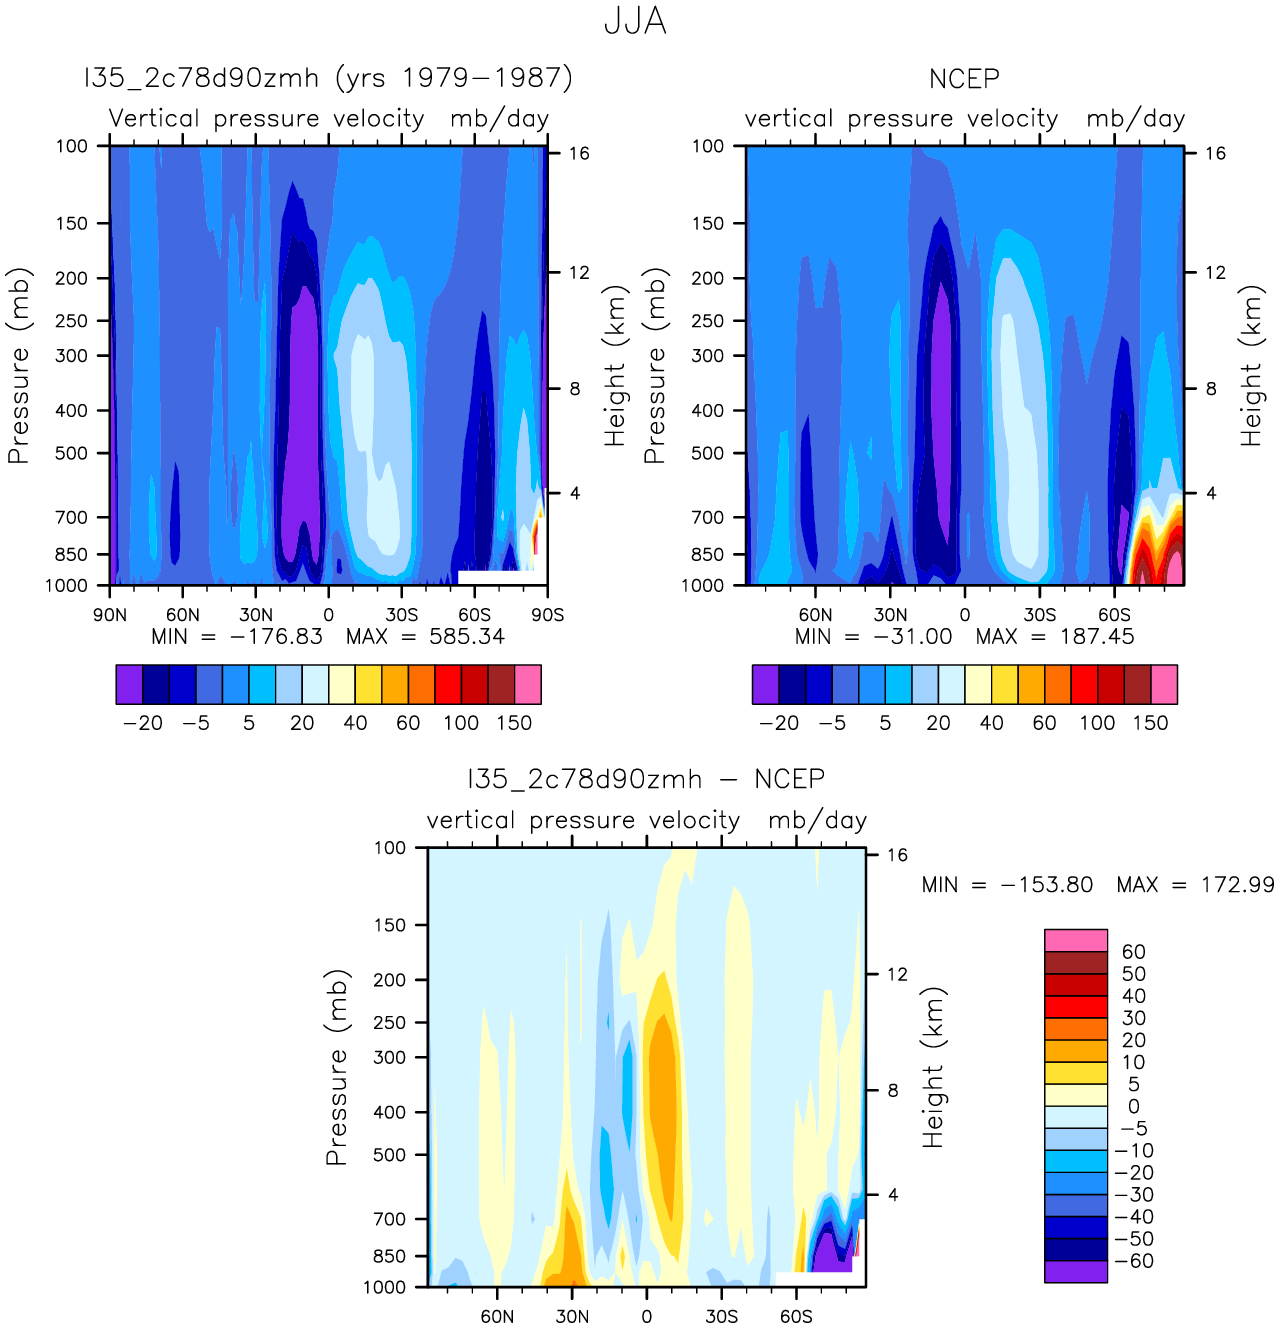 JJA
I35_2c78d90zmh (yrs 1979−1987)
Vertical pressure velocity mb/day
100
150
200
250
300
400
500
700
850
1000
Pressure (mb)
16
12
8
4
Height (km)
90N 60N 30N 0 30S 60S 90S
MIN = −176.83 MAX = 585.34
−20 −5 5 20 40 60 100 150
NCEP
vertical pressure velocity mb/day
100
150
200
250
300
400
500
700
850
1000
Pressure (mb)
16
12
8
4
Height (km)
60N 30N 0 30S 60S
MIN = −31.00 MAX = 187.45
−20 −5 5 20 40 60 100 150
I35_2c78d90zmh − NCEP
vertical pressure velocity mb/day
100
150
200
250
300
400
500
700
850
1000
Pressure (mb)
16
12
8
4
Height (km)
60N 30N 0 30S 60S
MIN = −153.80 MAX = 172.99
60
50
40
30
20
10
5
0
−5
−10
−20
−30
−40
−50
−60